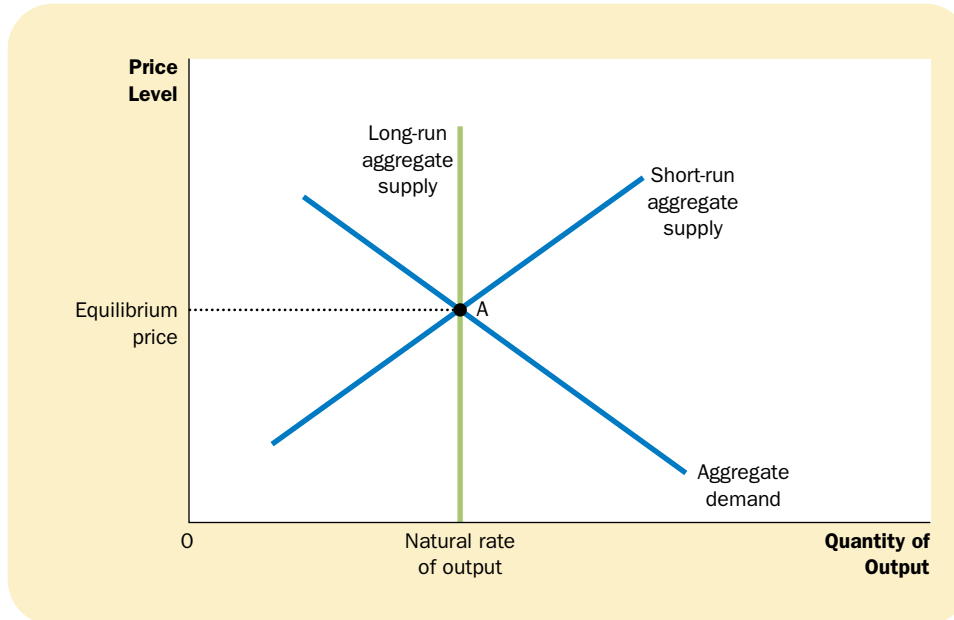 Price
Level
Long-run
aggregate
supply
Short-run
aggregate
supply
Equilibrium
price
A
Aggregate
demand
0
Natural rate
of output
Quantity of
Output